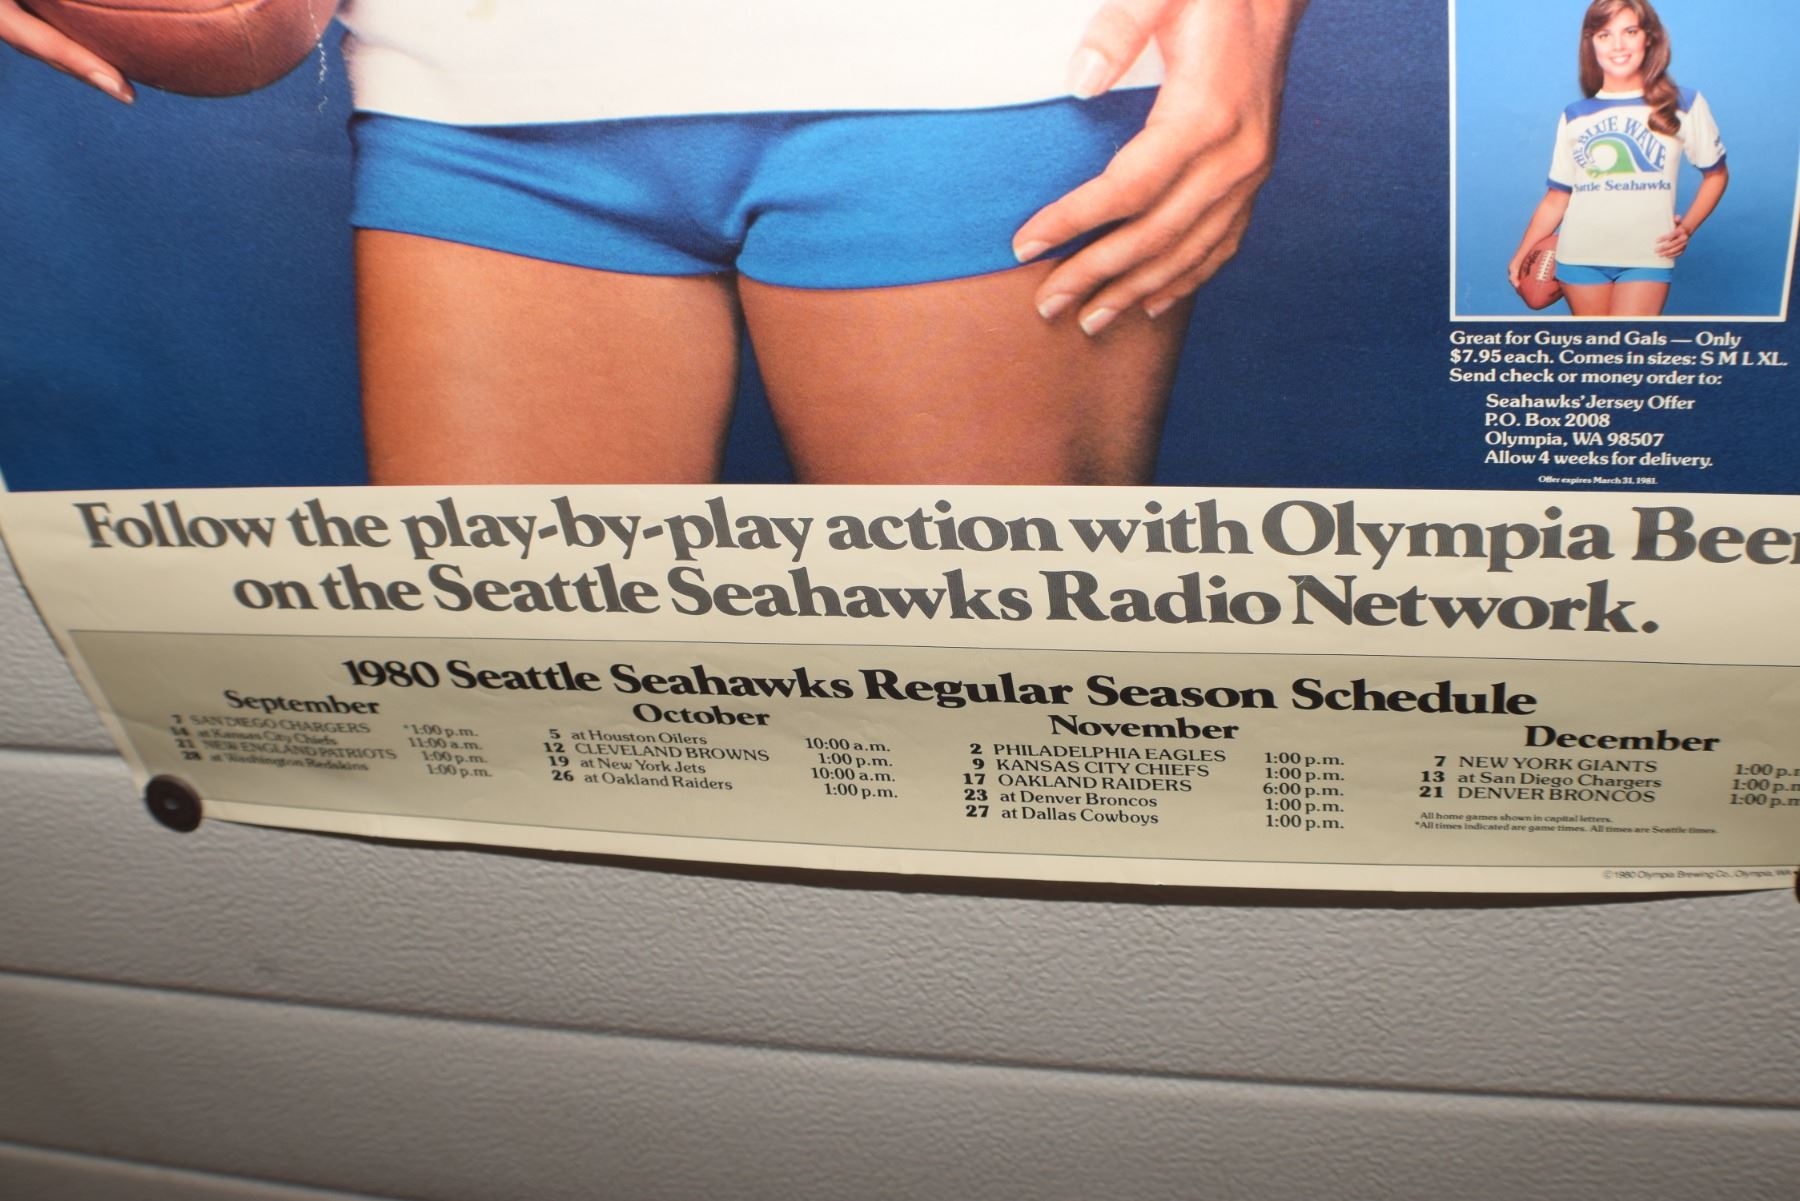 THE BLUE WAVE
Seattle Seahawks
Great for Guys and Gals — Only
$7.95 each. Comes in sizes: S M L XL.
Send check or money order to:
Seahawks' Jersey Offer
P.O. Box 2008
Olympia, WA 98507
Allow 4 weeks for delivery.
Offer expires March 31, 1981.
Follow the play-by-play action with Olympia Beer
on the Seattle Seahawks Radio Network.
1980 Seattle Seahawks Regular Season Schedule
September
7 SAN DIEGO CHARGERS *1:00 p.m.
14 at Kansas City Chiefs 11:00 a.m.
21 NEW ENGLAND PATRIOTS 1:00 p.m.
28 at Washington Redskins 1:00 p.m.
October
5 at Houston Oilers 10:00 a.m.
12 CLEVELAND BROWNS 1:00 p.m.
19 at New York Jets 10:00 a.m.
26 at Oakland Raiders 1:00 p.m.
November
2 PHILADELPHIA EAGLES 1:00 p.m.
9 KANSAS CITY CHIEFS 1:00 p.m.
17 OAKLAND RAIDERS 6:00 p.m.
23 at Denver Broncos 1:00 p.m.
27 at Dallas Cowboys 1:00 p.m.
December
7 NEW YORK GIANTS 1:00 p.m
13 at San Diego Chargers 1:00 p.m
21 DENVER BRONCOS 1:00 p.m
All home games shown in capital letters.
*All times indicated are game times. All times are Seattle times.
©1980 Olympia Brewing Co., Olympia, WA